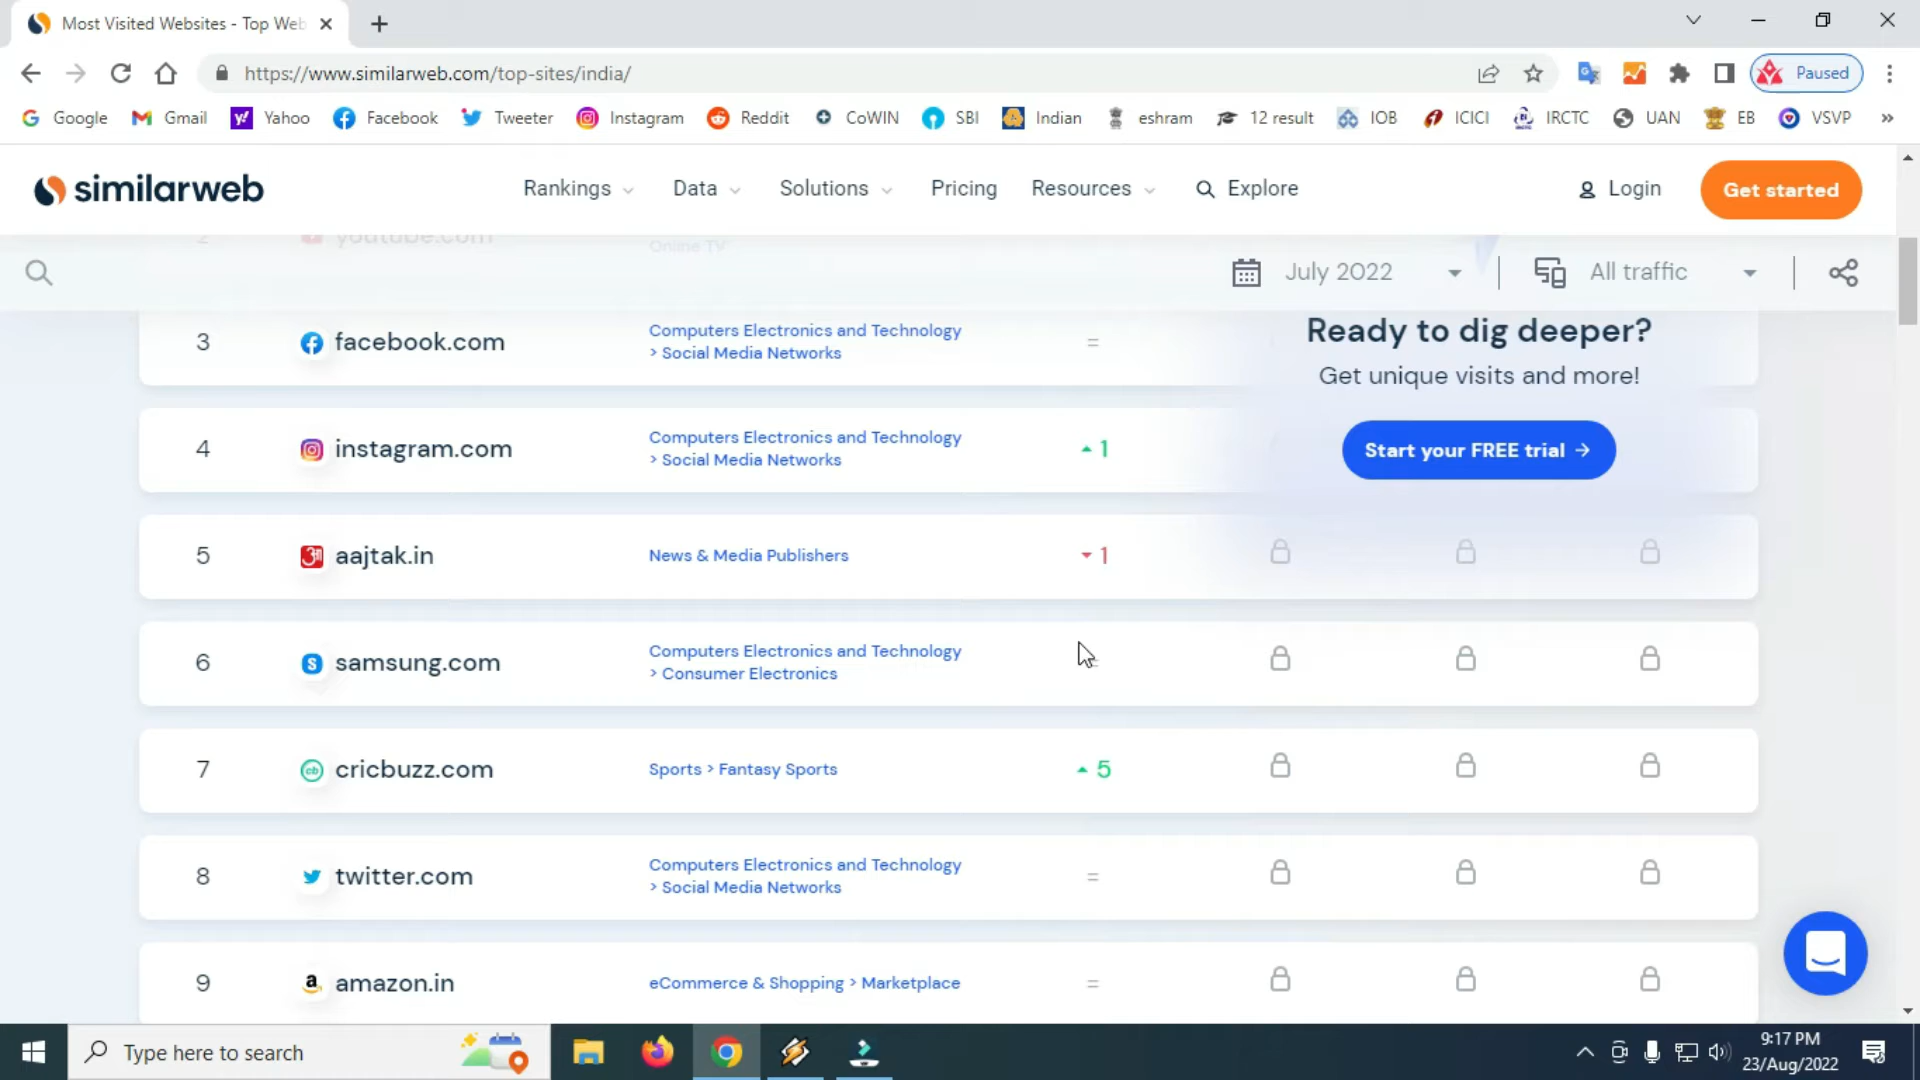 Most Visited Websites - Top Web
https://www.similarweb.com/top-sites/india/
Paused
Google Gmail Yahoo Facebook Tweeter Instagram Reddit CoWIN SBI Indian eshram 12 result IOB ICICI IRCTC UAN EB VSVP »
similarweb
Rankings Data Solutions Pricing Resources Explore Login Get started
2 youtube.com Online TV
July 2022 All traffic
Ready to dig deeper?
Get unique visits and more!
Start your FREE trial →
3 facebook.com Computers Electronics and Technology
> Social Media Networks =
4 instagram.com Computers Electronics and Technology
> Social Media Networks 1
5 aajtak.in News & Media Publishers 1
6 samsung.com Computers Electronics and Technology
> Consumer Electronics
7 cricbuzz.com Sports > Fantasy Sports 5
8 twitter.com Computers Electronics and Technology
> Social Media Networks =
9 amazon.in eCommerce & Shopping > Marketplace =
Type here to search
9:17 PM
23/Aug/2022